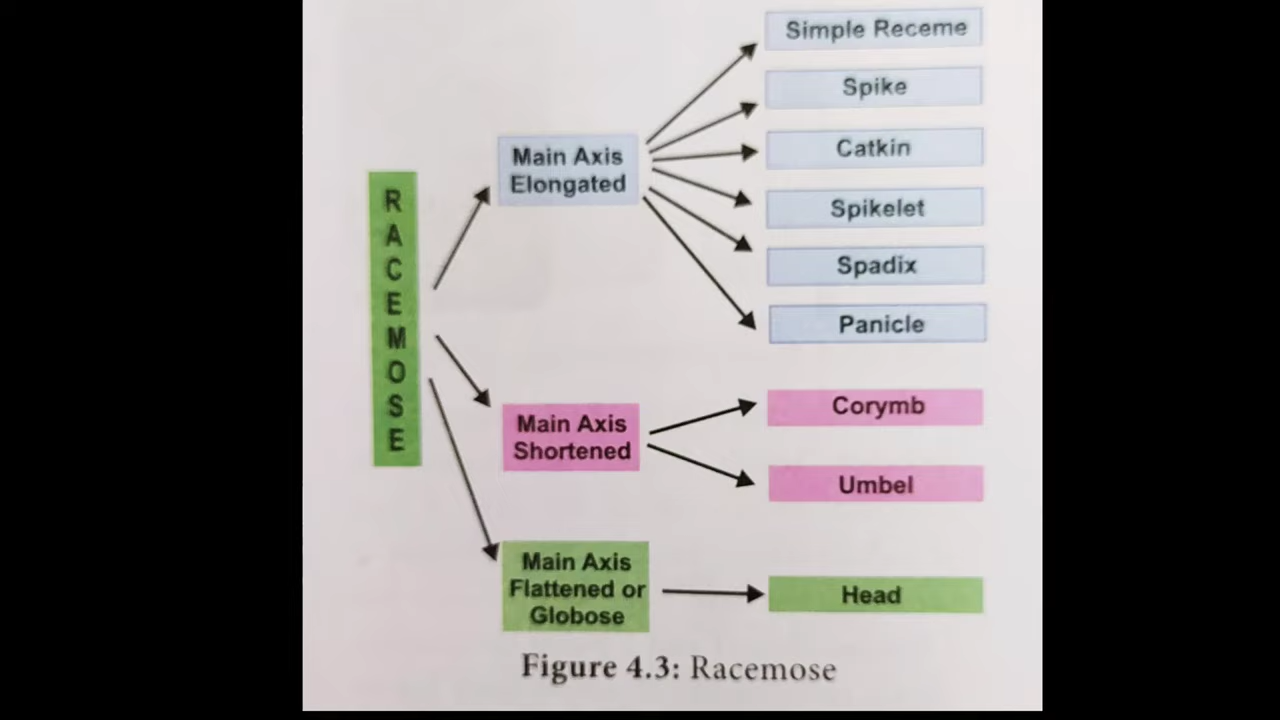 RACEMOSE
Main Axis
Elongated
Simple Receme
Spike
Catkin
Spikelet
Spadix
Panicle
Main Axis
Shortened
Corymb
Umbel
Main Axis
Flattened or
Globose
Head
Figure 4.3: Racemose